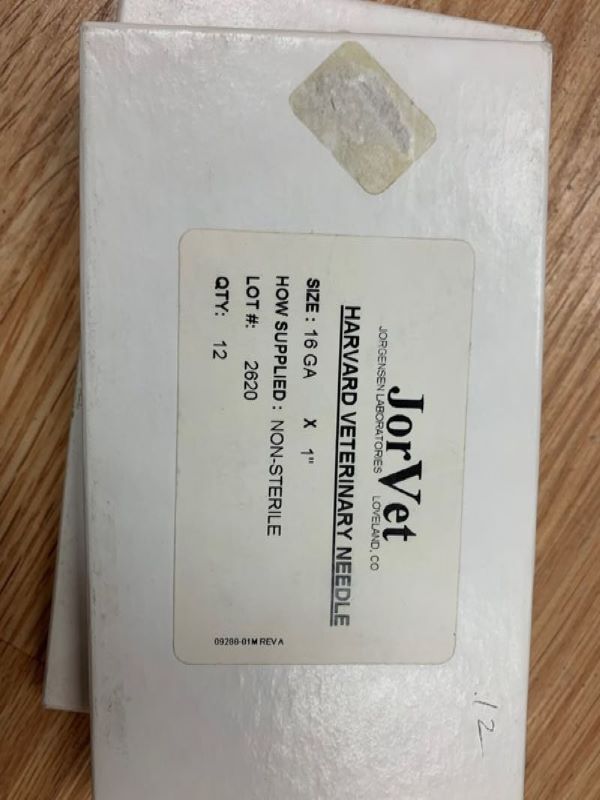 JorVet
JORGENSEN LABORATORIES LOVELAND, CO
HARVARD VETERINARY NEEDLE
SIZE : 16 GA X 1"
HOW SUPPLIED : NON-STERILE
LOT #: 2620
QTY: 12
09286-01M REV A
.12